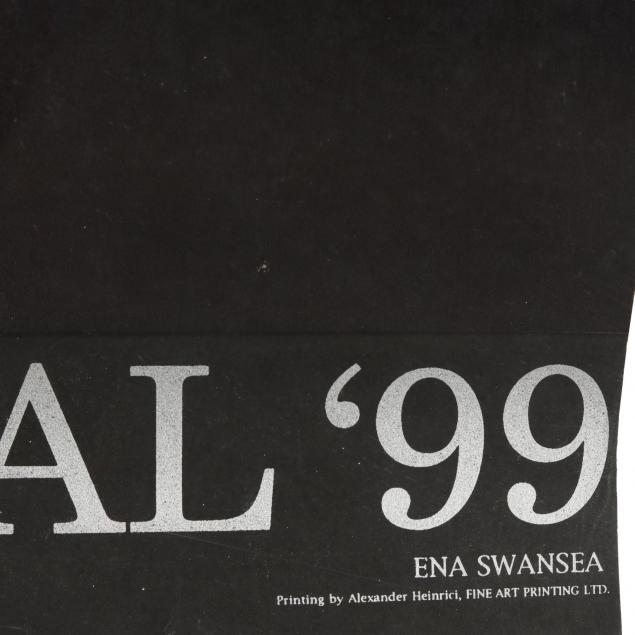 AL ‘99
ENA SWANSEA
Printing by Alexander Heinrici, FINE ART PRINTING LTD.